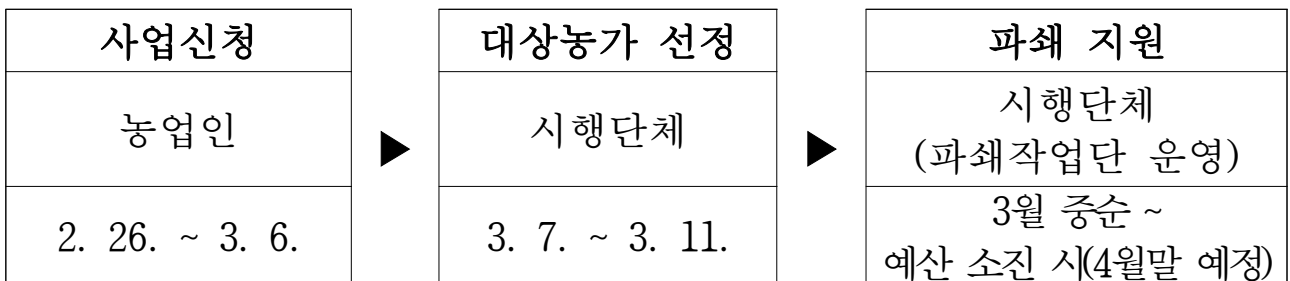 사업신청
농업인
2. 26. ~ 3. 6.
▶
대상농가 선정
시행단체
3. 7. ~ 3. 11.
▶
파쇄 지원
시행단체
(파쇄작업단 운영)
3월 중순 ~
예산 소진 시(4월말 예정)